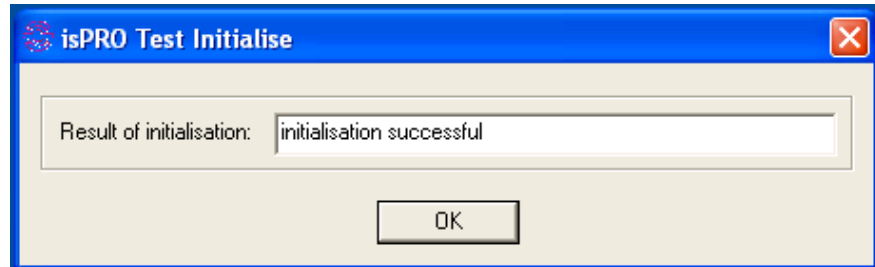 isPRO Test Initialise
Result of initialisation: initialisation successful
OK